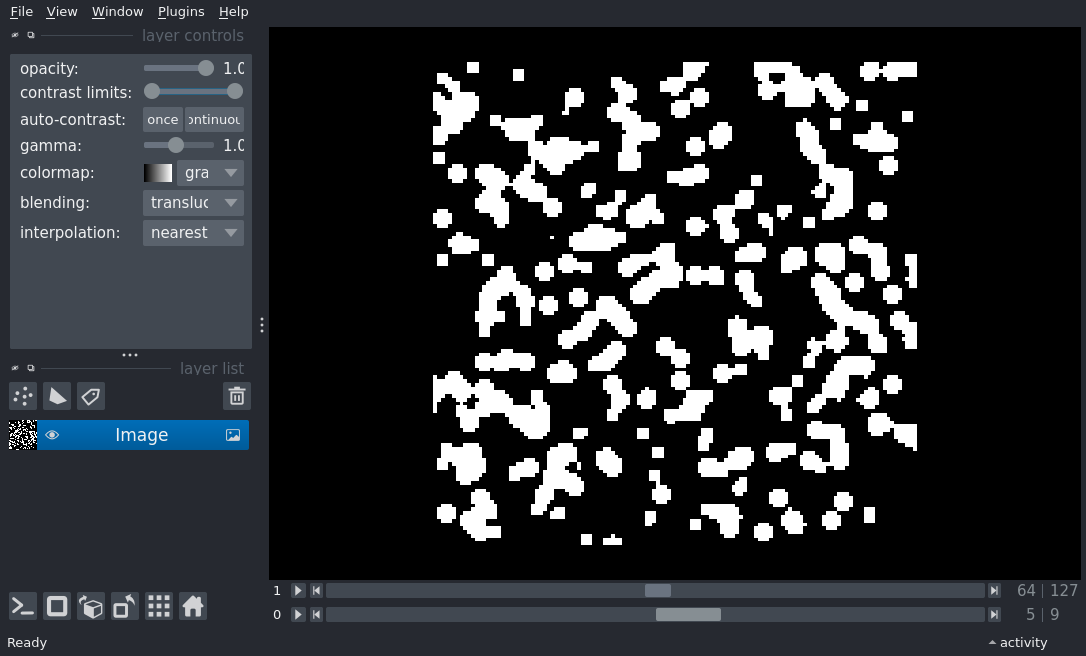 File View Window Plugins Help
layer controls
opacity: 1.0
contrast limits:
auto-contrast: once ontinuou
gamma: 1.0
colormap: gra
blending: transluc
interpolation: nearest
layer list
Image
1 64 127
0 5 9
Ready activity